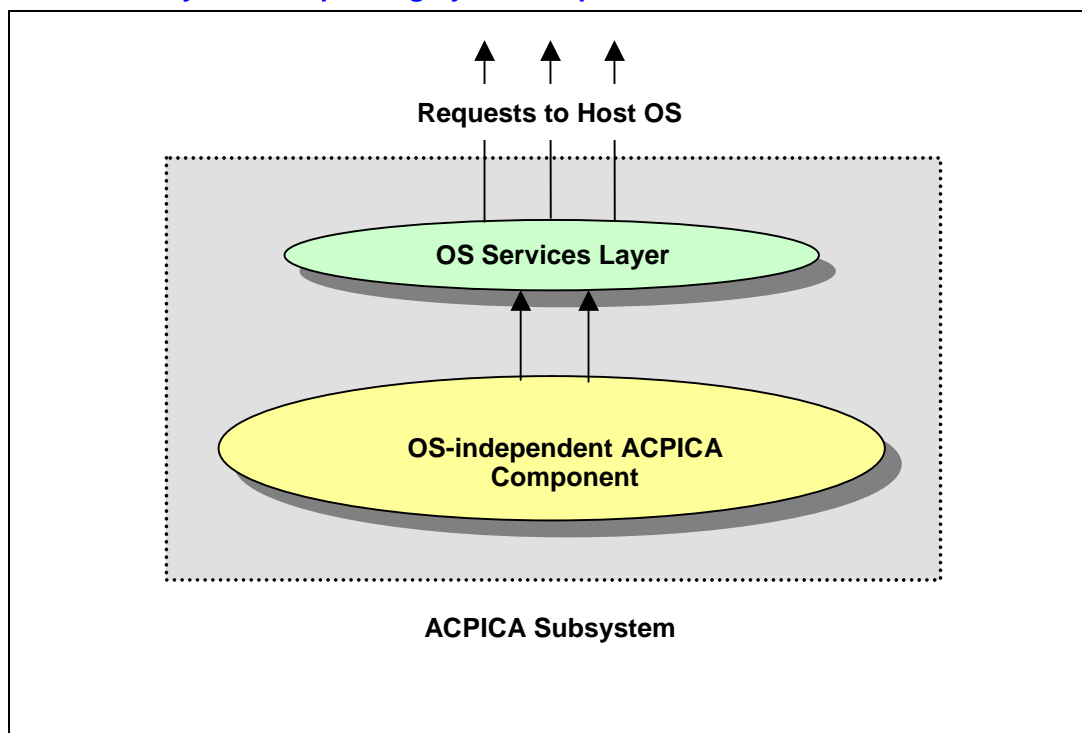 Requests to Host OS
OS Services Layer
OS-independent ACPICA
Component
ACPICA Subsystem